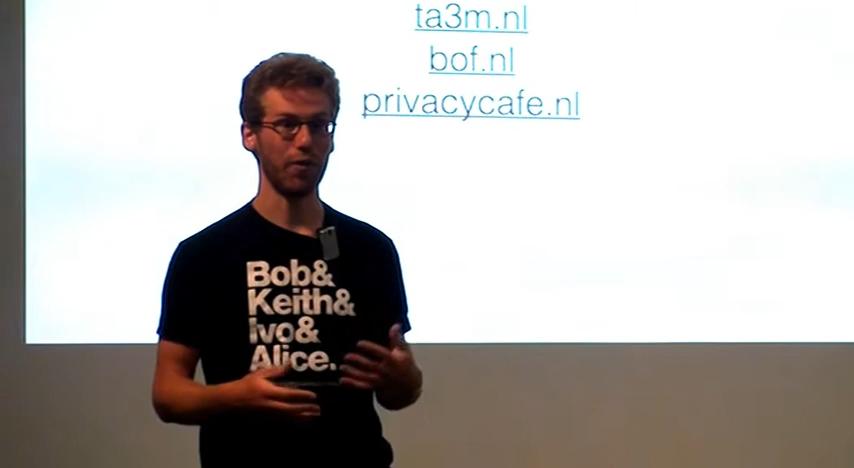 ta3m.nl
bof.nl
privacycafe.nl
Bob&
Keith&
Ivo&
Alice.